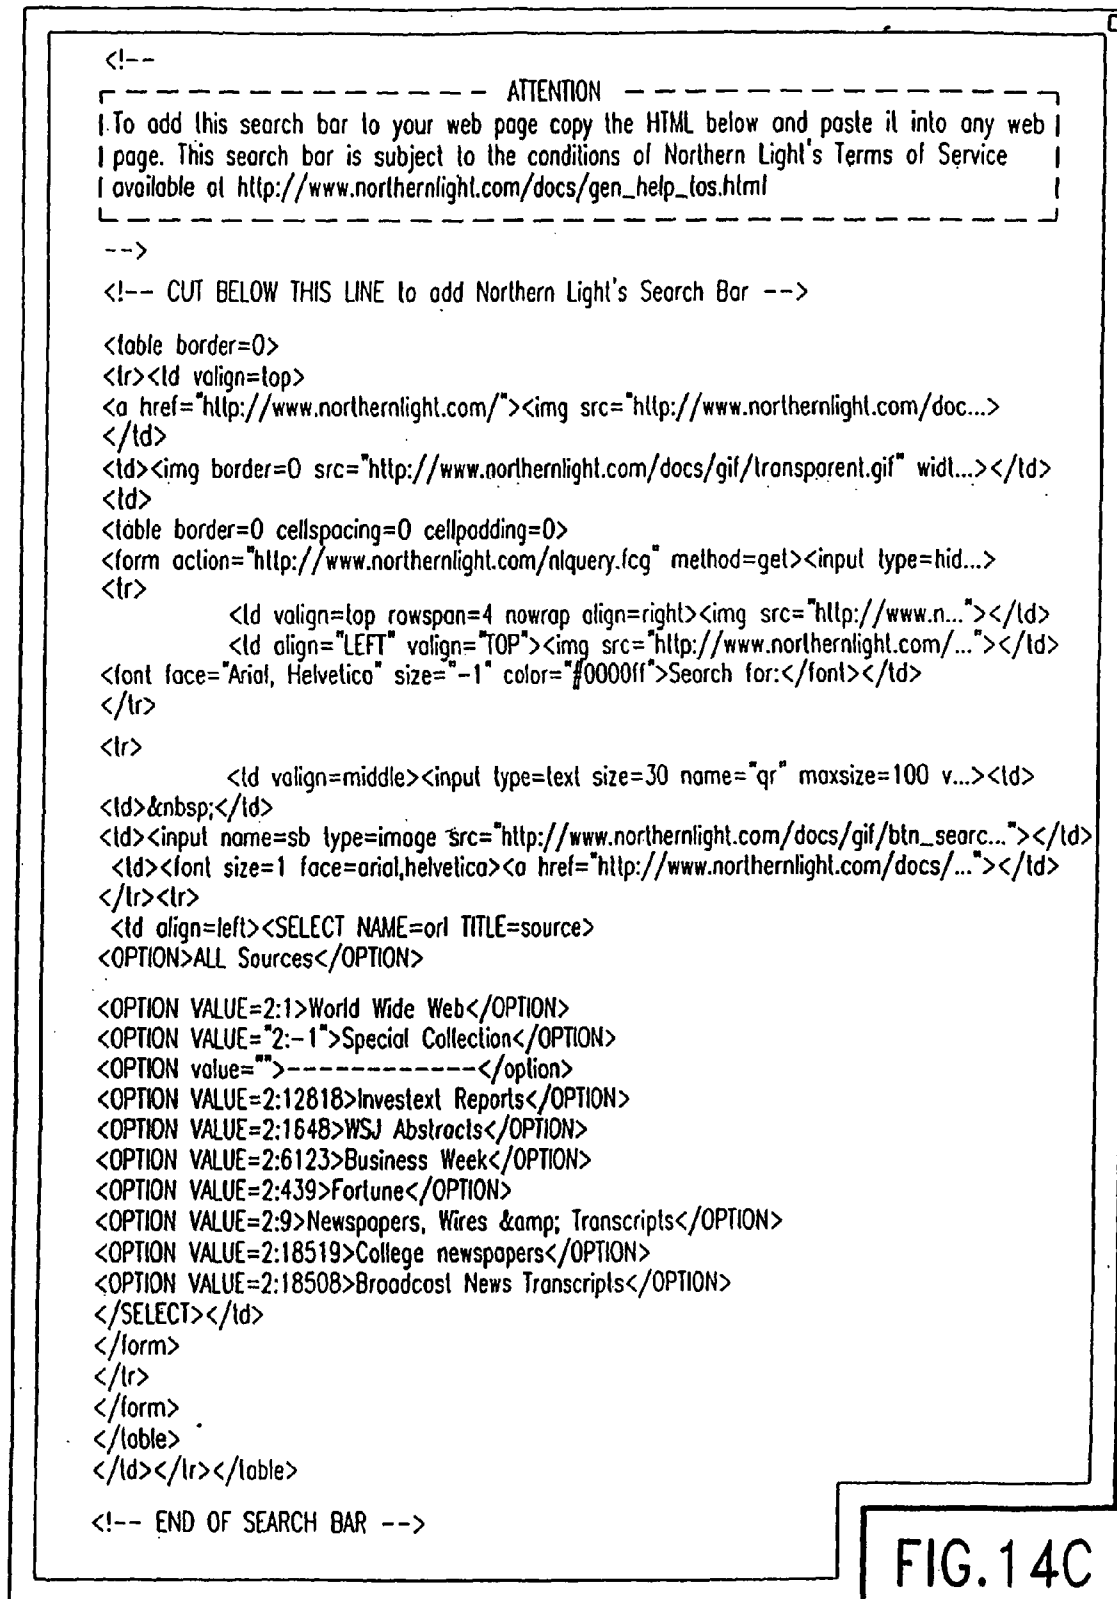 <!--
ATTENTION
To add this search bar to your web page copy the HTML below and paste it into any web
page. This search bar is subject to the conditions of Northern Light's Terms of Service
available at http://www.northernlight.com/docs/gen_help_tos.html
-->
<!-- CUT BELOW THIS LINE to add Northern Light's Search Bar -->
<table border=0>
<tr><td valign=top>
<a href="http://www.northernlight.com/"><img src="http://www.northernlight.com/doc...>
</td>
<td><img border=0 src="http://www.northernlight.com/docs/gif/transparent.gif" widt...></td>
<td>
<table border=0 cellspacing=0 cellpadding=0>
<form action="http://www.northernlight.com/nlquery.fcg" method=get><input type=hid...>
<tr>
<td valign=top rowspan=4 nowrap align=right><img src="http://www.n..."></td>
<td align="LEFT" valign="TOP"><img src="http://www.northernlight.com/..."></td>
<font face="Arial, Helvetica" size="-1" color="#0000ff">Search for:</font></td>
</tr>
<tr>
<td valign=middle><input type=text size=30 name="qr" maxsize=100 v...><td>
<td>&nbsp;</td>
<td><input name=sb type=image src="http://www.northernlight.com/docs/gif/btn_searc..."></td>
<td><font size=1 face=arial,helvetica><a href="http://www.northernlight.com/docs/..."></td>
</tr><tr>
<td align=left><SELECT NAME=orl TITLE=source>
<OPTION>ALL Sources</OPTION>
<OPTION VALUE=2:1>World Wide Web</OPTION>
<OPTION VALUE="2:-1">Special Collection</OPTION>
<OPTION value="">-------------</option>
<OPTION VALUE=2:12818>Investext Reports</OPTION>
<OPTION VALUE=2:1648>WSJ Abstracts</OPTION>
<OPTION VALUE=2:6123>Business Week</OPTION>
<OPTION VALUE=2:439>Fortune</OPTION>
<OPTION VALUE=2:9>Newspapers, Wires &amp; Transcripts</OPTION>
<OPTION VALUE=2:18519>College newspapers</OPTION>
<OPTION VALUE=2:18508>Broadcast News Transcripts</OPTION>
</SELECT></td>
</form>
</tr>
</form>
</table>
</td></tr></table>
<!-- END OF SEARCH BAR -->
FIG.14C